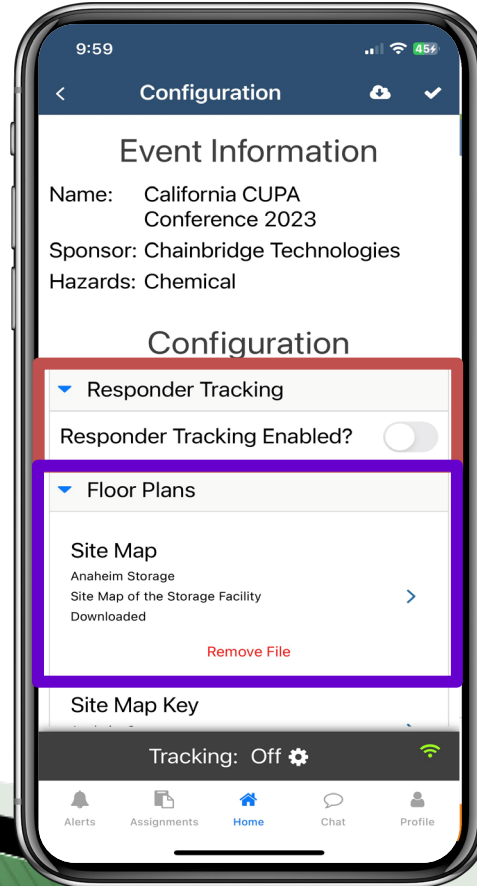 9:59
45
Configuration
Event Information
Name: California CUPA
Conference 2023
Sponsor: Chainbridge Technologies
Hazards: Chemical
Configuration
Responder Tracking
Responder Tracking Enabled?
Floor Plans
Site Map
Anaheim Storage
Site Map of the Storage Facility
Downloaded
Remove File
Site Map Key
Tracking: Off
Alerts Assignments Home Chat Profile